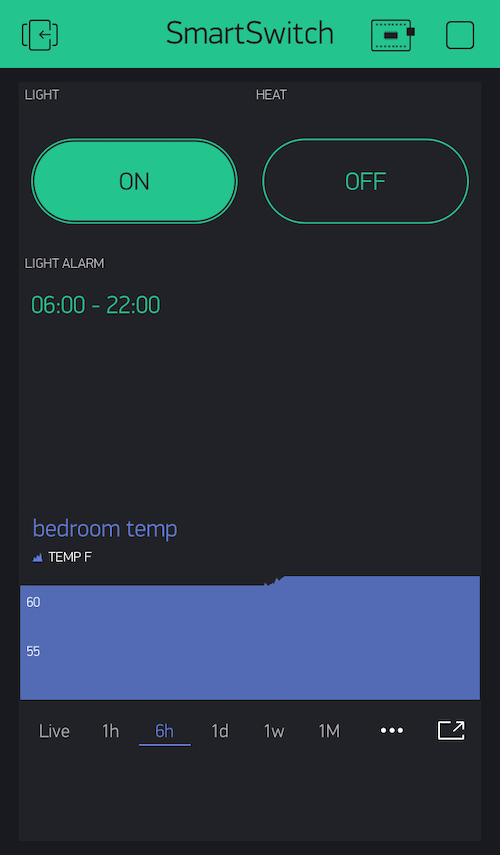 SmartSwitch
LIGHT HEAT
ON OFF
LIGHT ALARM
06:00 - 22:00
bedroom temp
TEMP F
60
55
Live 1h 6h 1d 1w 1M